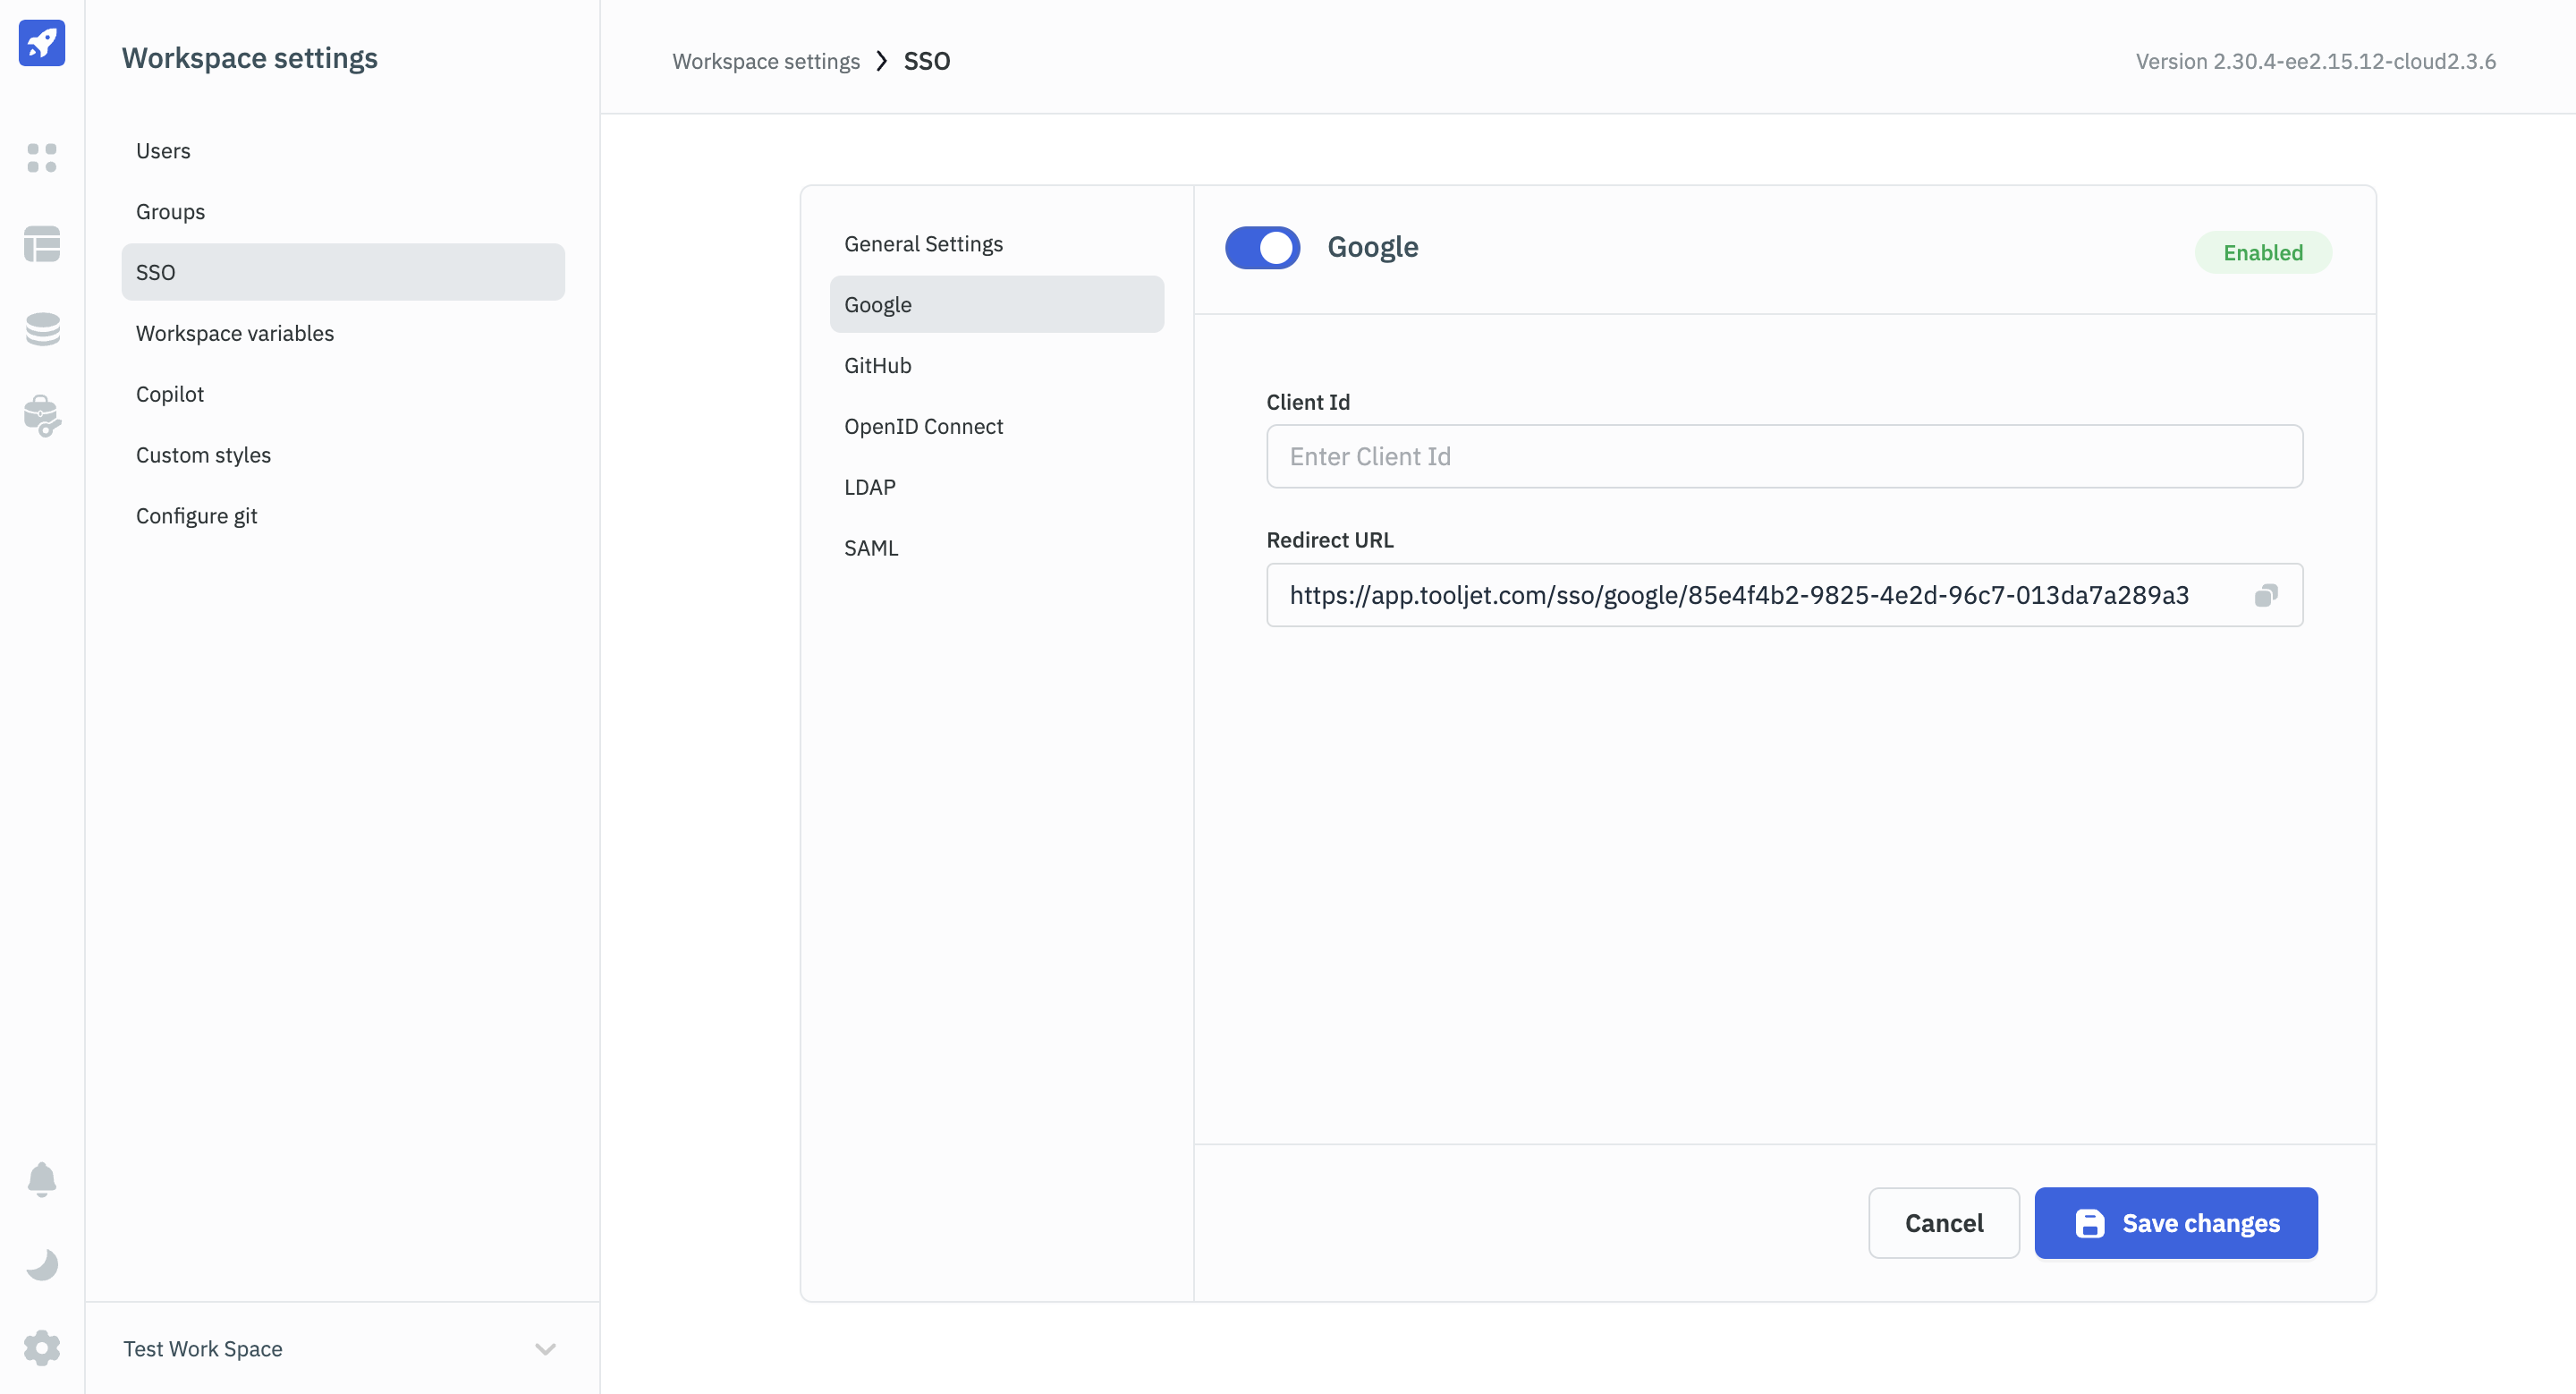 Workspace settings
Users
Groups
SSO
Workspace variables
Copilot
Custom styles
Configure git
Test Work Space
Workspace settings > SSO
Version 2.30.4-ee2.15.12-cloud2.3.6
General Settings
Google
GitHub
OpenID Connect
LDAP
SAML
Google
Enabled
Client Id
Enter Client Id
Redirect URL
https://app.tooljet.com/sso/google/85e4f4b2-9825-4e2d-96c7-013da7a289a3
Cancel
Save changes